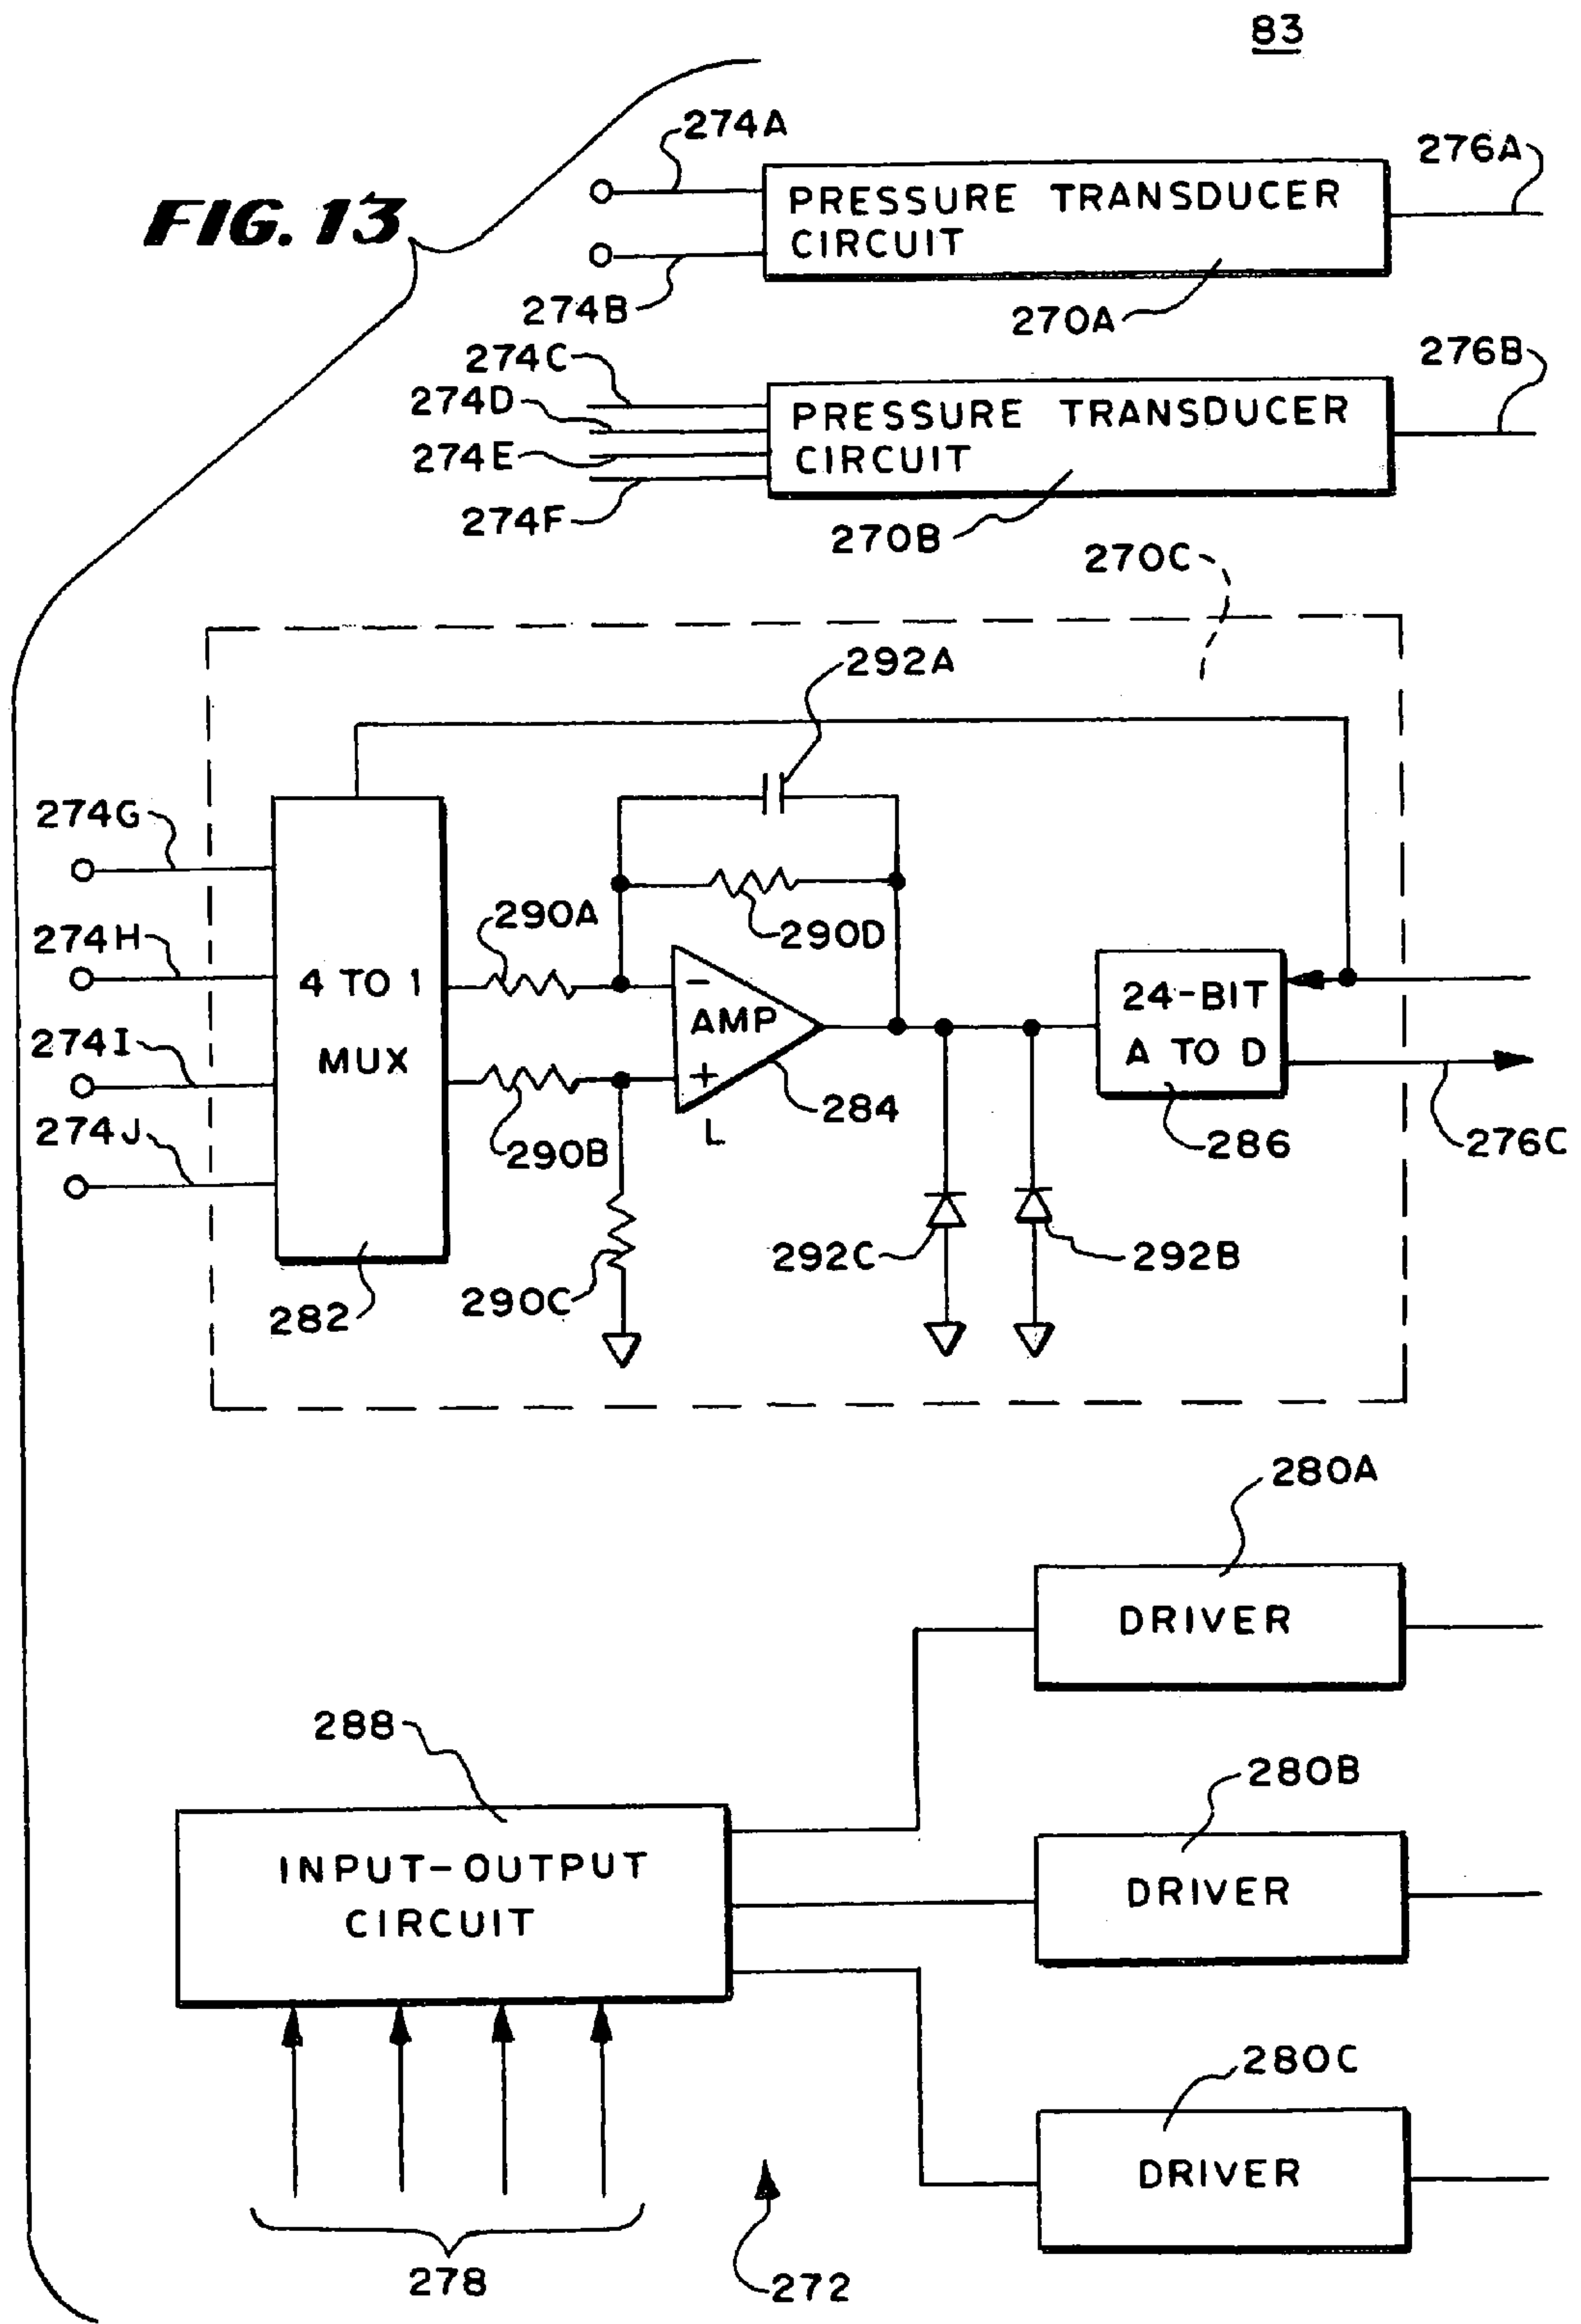 83
FIG. 13
274A
276A
PRESSURE TRANSDUCER
CIRCUIT
274B
270A
274C
276B
274D
PRESSURE TRANSDUCER
CIRCUIT
274E
274F
270B
270C
292A
274G
290A
290D
274H
4 TO 1
MUX
-
AMP
+
24-BIT
A TO D
274I
284
L
274J
290B
286
276C
292C
292B
290C
282
280A
DRIVER
288
280B
INPUT-OUTPUT
CIRCUIT
DRIVER
280C
DRIVER
278
272